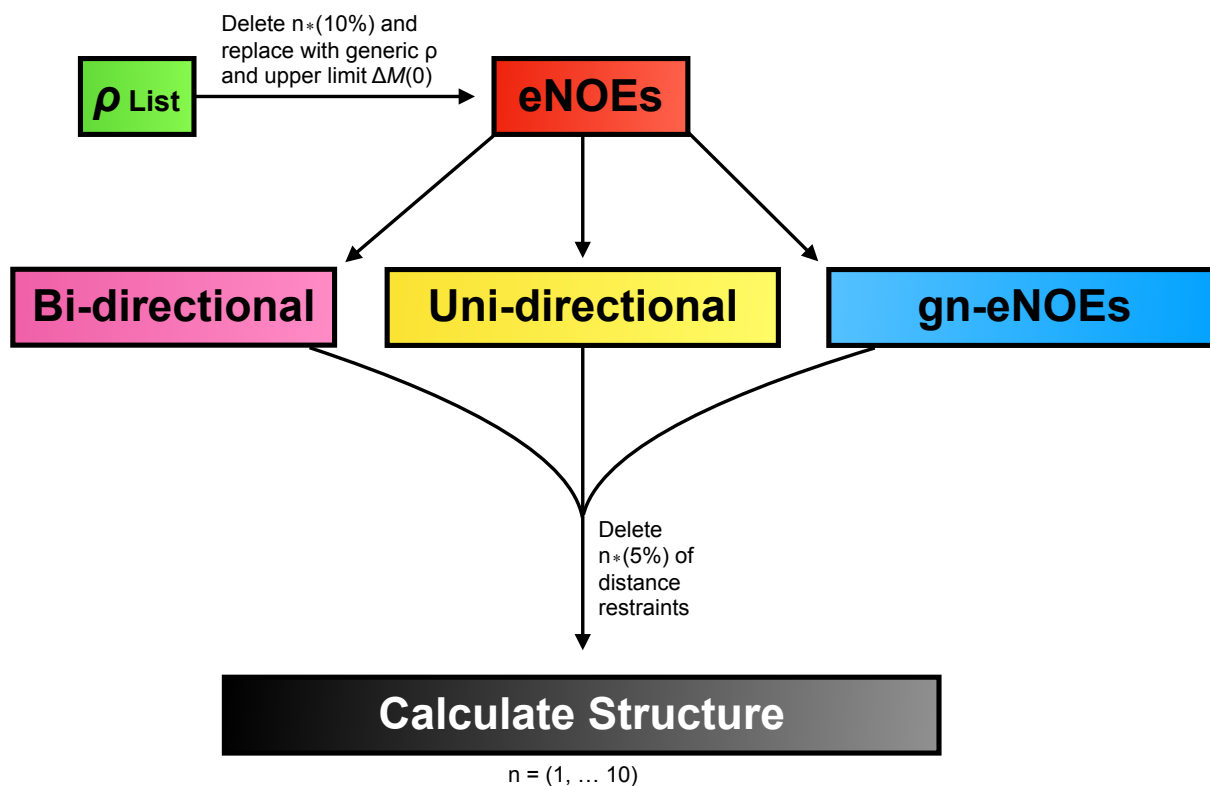 Delete n*(10%) and
replace with generic ρ
and upper limit ΔM(0)
ρ List
eNOEs
Bi-directional
Uni-directional
gn-eNOEs
Delete
n*(5%) of
distance
restraints
Calculate Structure
n = (1, … 10)